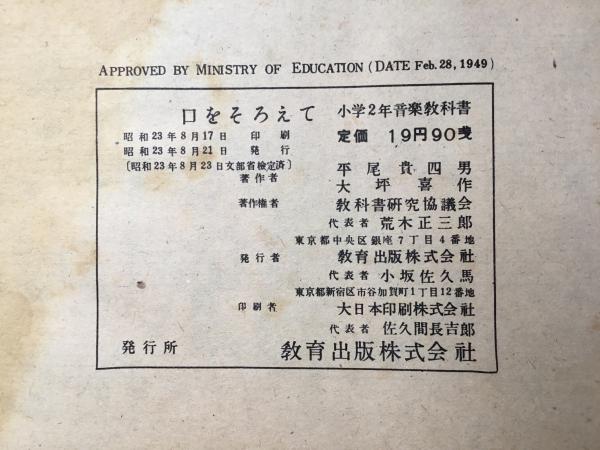 APPROVED BY MINISTRY OF EDUCATION (DATE Feb. 28, 1949)
口をそろえて 小学2年音楽教科書
昭和23年8月17日 印刷 定価 19円90銭
昭和23年8月21日 発行
〔昭和23年8月23日文部省検定済〕 平尾貴四男
著作者 大坪喜作
著作権者 教科書研究協議会
代表者 荒木正三郎
東京都中央区銀座7丁目4番地
発行者 教育出版株式会社
代表者 小坂佐久馬
東京都新宿区市谷加賀町1丁目12番地
印刷者 大日本印刷株式会社
代表者 佐久間長吉郎
発行所 教育出版株式会社